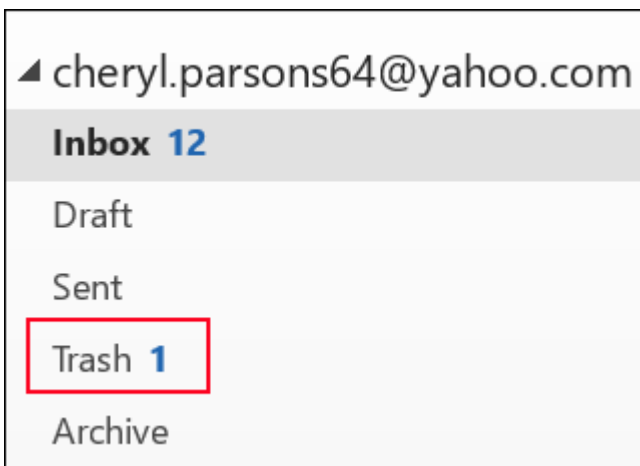 cheryl.parsons64@yahoo.com
Inbox 12
Draft
Sent
Trash 1
Archive